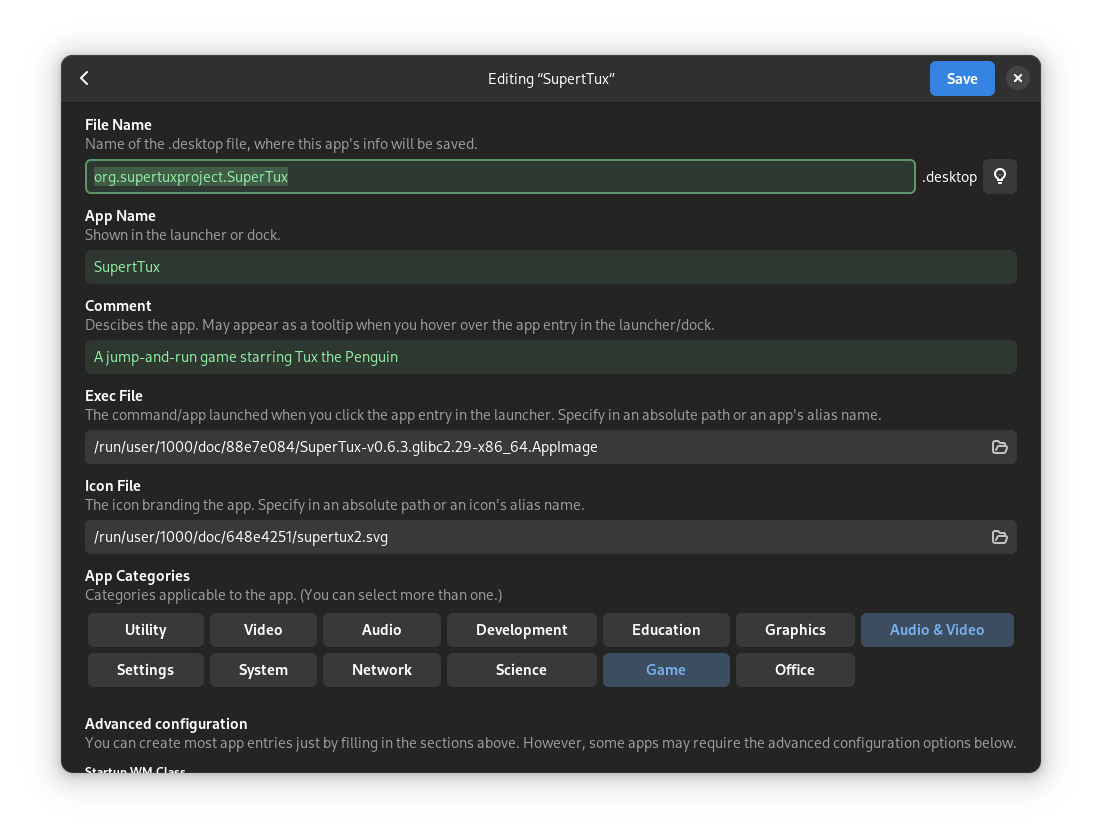 Editing “SupertTux”
Save
File Name
Name of the .desktop file, where this app's info will be saved.
org.supertuxproject.SuperTux
.desktop
App Name
Shown in the launcher or dock.
SupertTux
Comment
Descibes the app. May appear as a tooltip when you hover over the app entry in the launcher/dock.
A jump-and-run game starring Tux the Penguin
Exec File
The command/app launched when you click the app entry in the launcher. Specify in an absolute path or an app's alias name.
/run/user/1000/doc/88e7e084/SuperTux-v0.6.3.glibc2.29-x86_64.AppImage
Icon File
The icon branding the app. Specify in an absolute path or an icon's alias name.
/run/user/1000/doc/648e4251/supertux2.svg
App Categories
Categories applicable to the app. (You can select more than one.)
Utility Video Audio Development Education Graphics Audio & Video
Settings System Network Science Game Office
Advanced configuration
You can create most app entries just by filling in the sections above. However, some apps may require the advanced configuration options below.
Startup WM Class